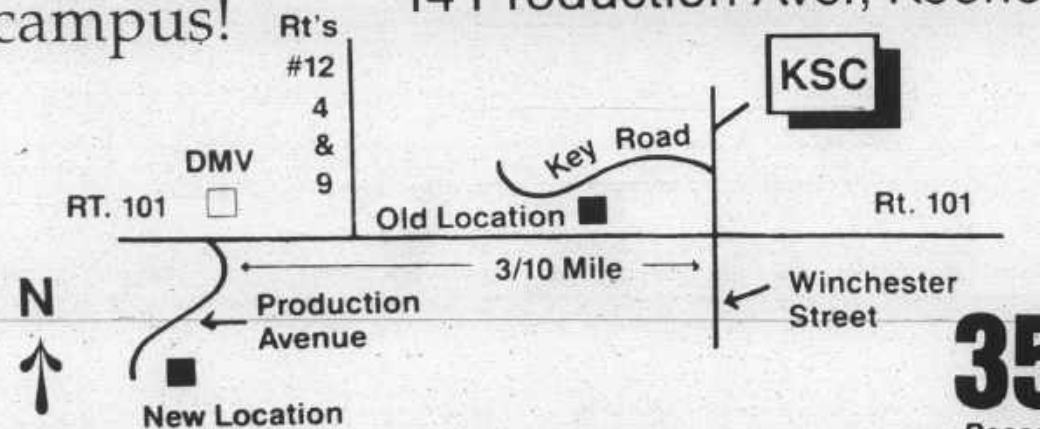 campus!
Rt's
#12
4
&
9
KSC
DMV
Key Road
RT. 101
Old Location
Rt. 101
3/10 Mile
N
Production
Avenue
Winchester
Street
New Location
35